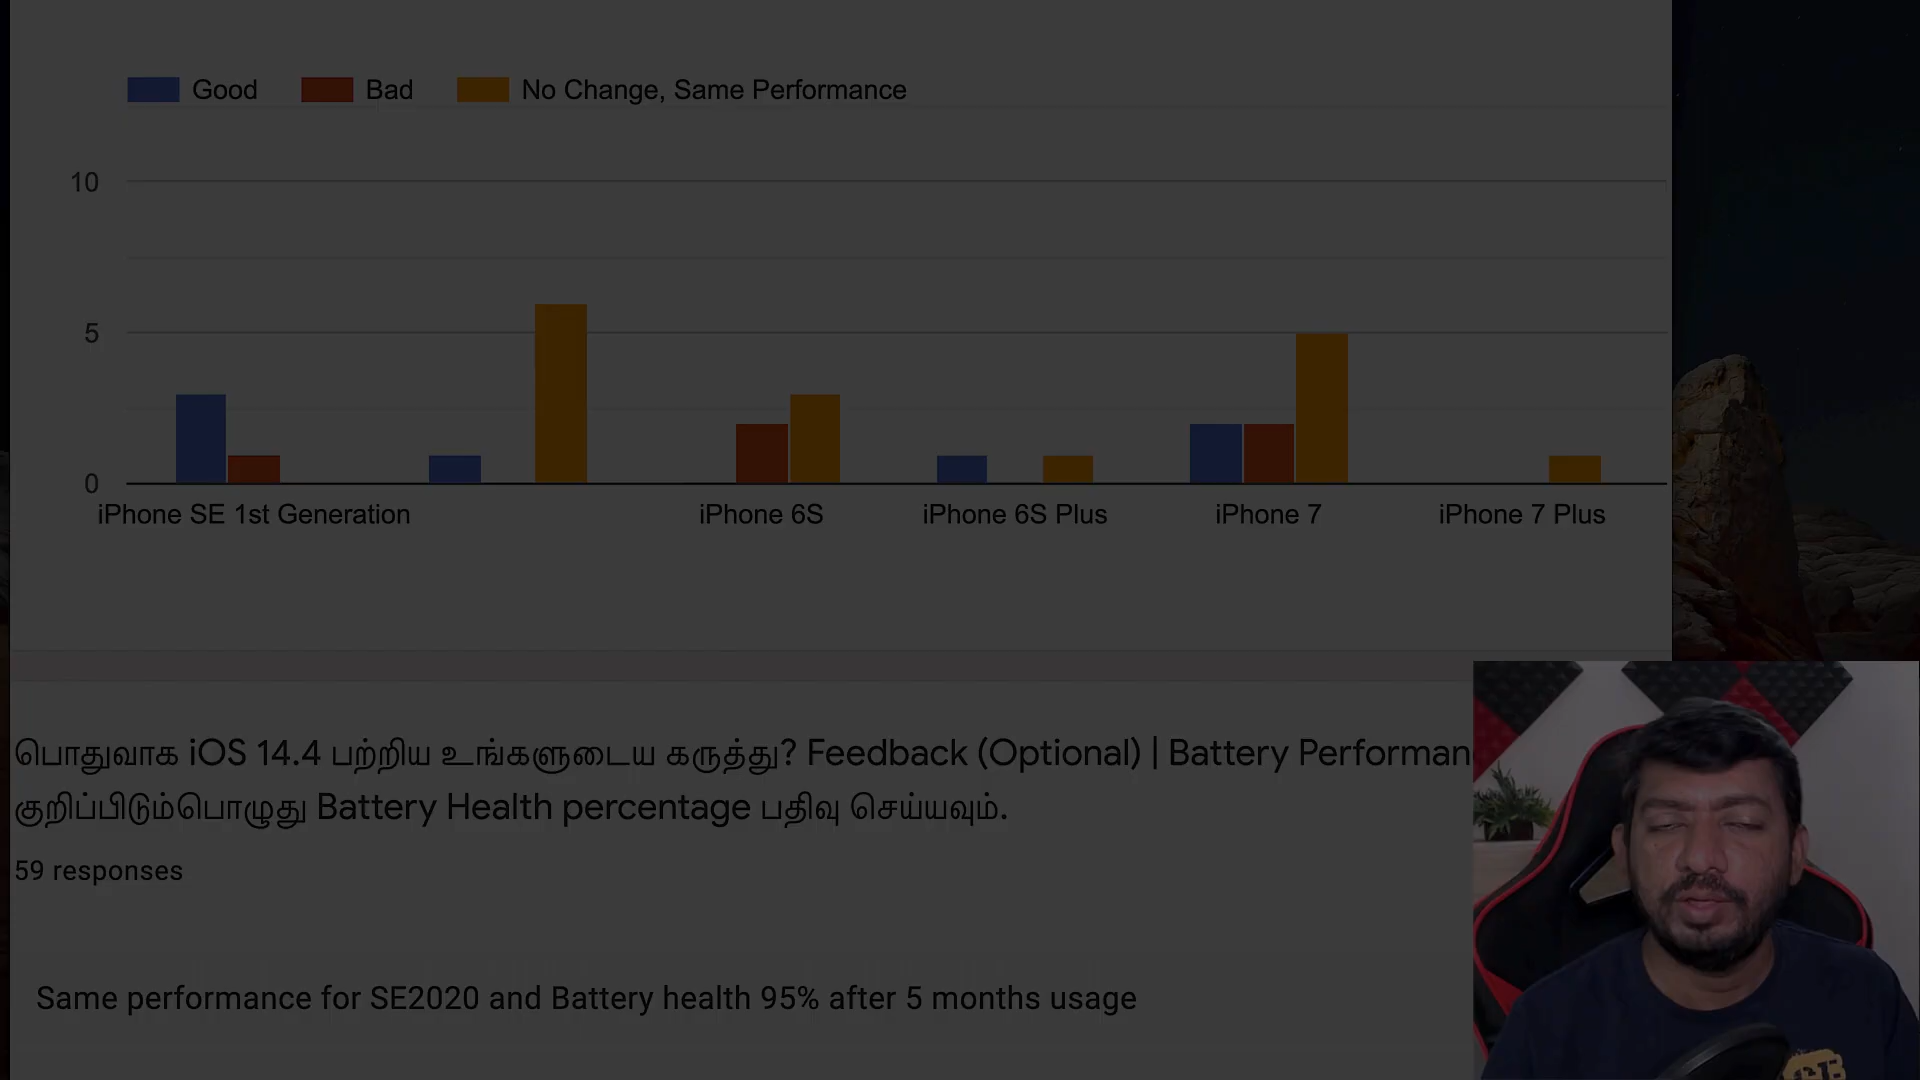 Good Bad No Change, Same Performance
10
5
0
iPhone SE 1st Generation iPhone 6S iPhone 6S Plus iPhone 7 iPhone 7 Plus
பொதுவாக iOS 14.4 பற்றிய உங்களுடைய கருத்து? Feedback (Optional) | Battery Performan
குறிப்பிடும்பொழுது Battery Health percentage பதிவு செய்யவும்.
59 responses
Same performance for SE2020 and Battery health 95% after 5 months usage